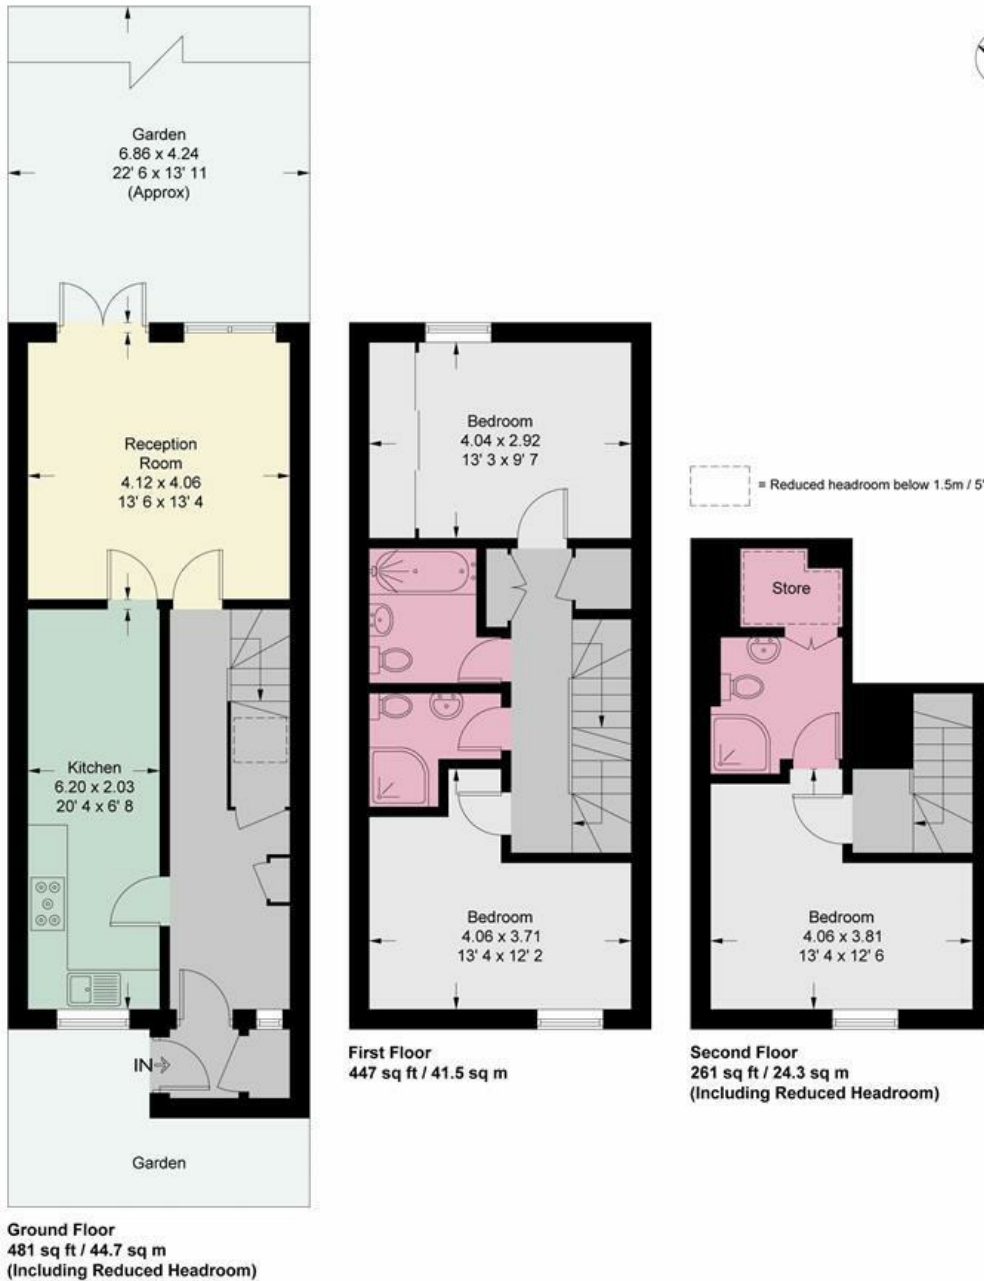 Garden
6.86 x 4.24
22' 6 x 13' 11
(Approx)
Reception
Room
4.12 x 4.06
13' 6 x 13' 4
Kitchen
6.20 x 2.03
20' 4 x 6' 8
IN
Garden
Ground Floor
481 sq ft / 44.7 sq m
(Including Reduced Headroom)
Bedroom
4.04 x 2.92
13' 3 x 9' 7
Bedroom
4.06 x 3.71
13' 4 x 12' 2
First Floor
447 sq ft / 41.5 sq m
= Reduced headroom below 1.5m / 5'
Store
Bedroom
4.06 x 3.81
13' 4 x 12' 6
Second Floor
261 sq ft / 24.3 sq m
(Including Reduced Headroom)